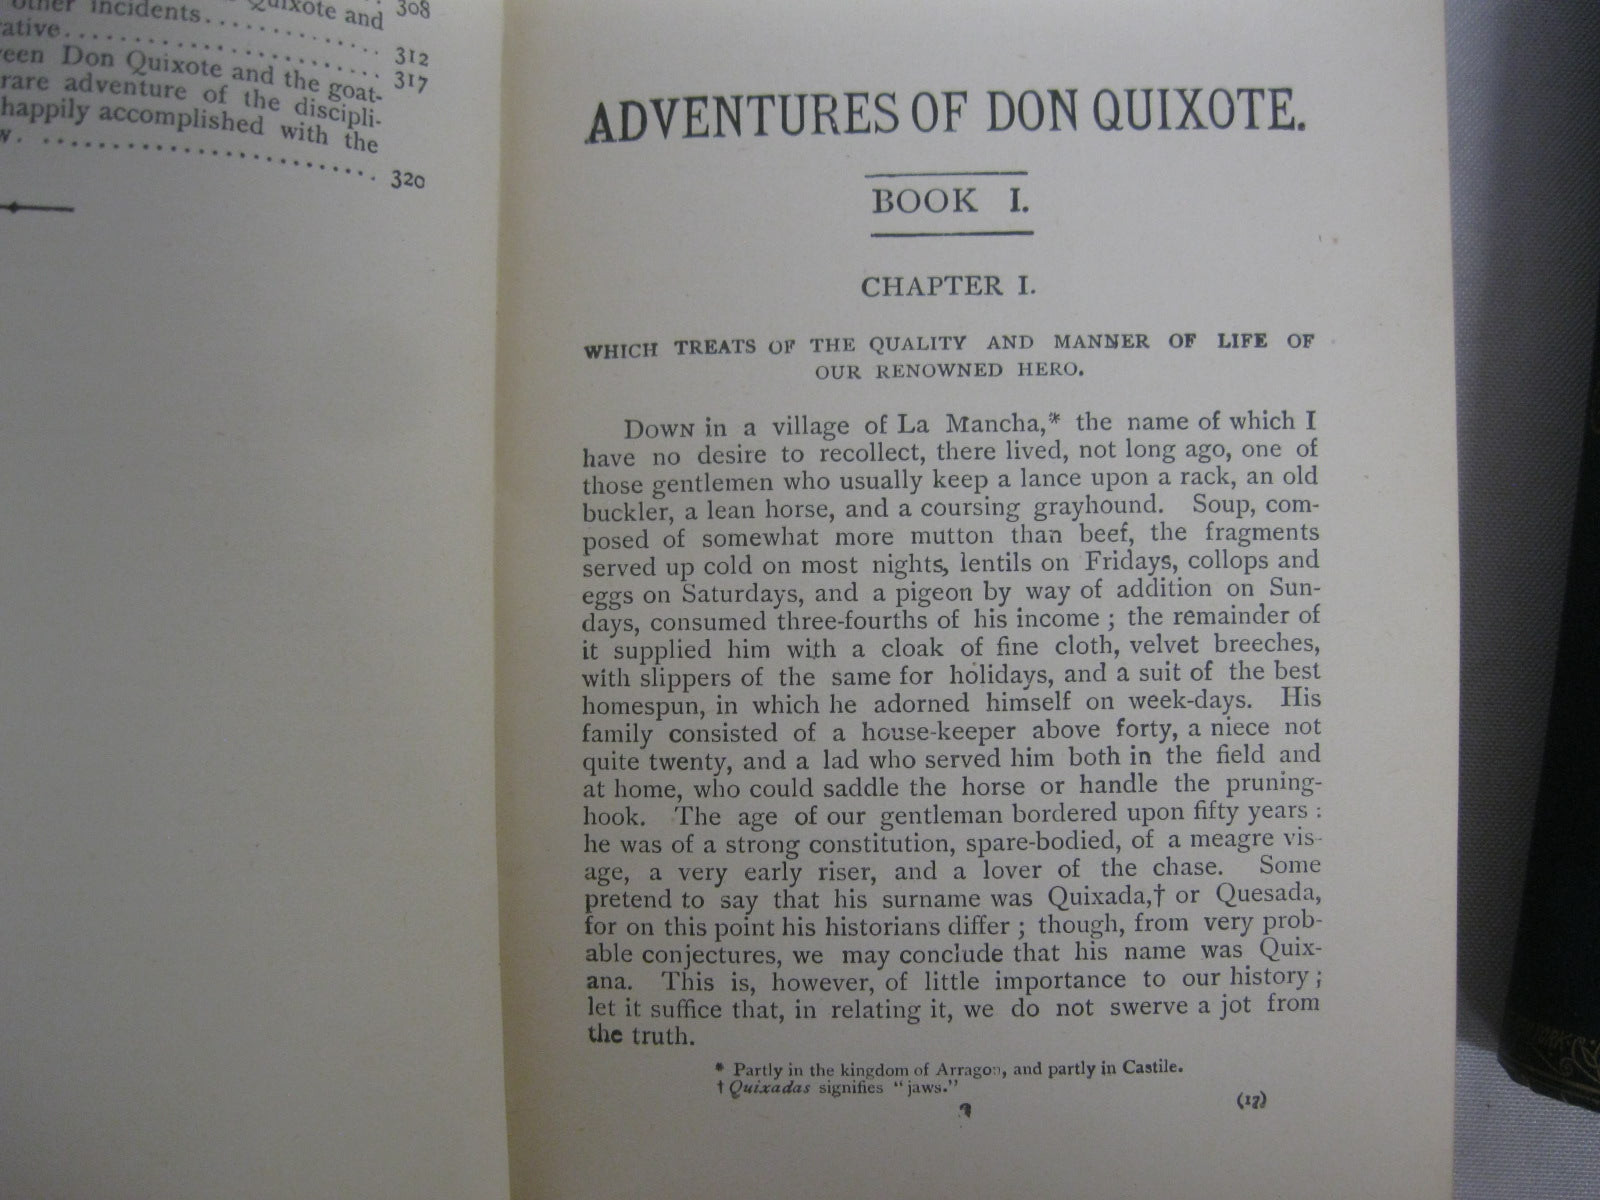 other incidents.................. 308
Quixote and
ative........................... 312
een Don Quixote and the goat- 317
rare adventure of the discipli-
happily accomplished with the
w. ........................... 320
ADVENTURES OF DON QUIXOTE.
BOOK I.
CHAPTER I.
WHICH TREATS OF THE QUALITY AND MANNER OF LIFE OF
OUR RENOWNED HERO.
DOWN in a village of La Mancha,* the name of which I
have no desire to recollect, there lived, not long ago, one of
those gentlemen who usually keep a lance upon a rack, an old
buckler, a lean horse, and a coursing grayhound. Soup, com-
posed of somewhat more mutton than beef, the fragments
served up cold on most nights, lentils on Fridays, collops and
eggs on Saturdays, and a pigeon by way of addition on Sun-
days, consumed three-fourths of his income ; the remainder of
it supplied him with a cloak of fine cloth, velvet breeches,
with slippers of the same for holidays, and a suit of the best
homespun, in which he adorned himself on week-days. His
family consisted of a house-keeper above forty, a niece not
quite twenty, and a lad who served him both in the field and
at home, who could saddle the horse or handle the pruning-
hook. The age of our gentleman bordered upon fifty years :
he was of a strong constitution, spare-bodied, of a meagre vis-
age, a very early riser, and a lover of the chase. Some
pretend to say that his surname was Quixada,† or Quesada,
for on this point his historians differ ; though, from very prob-
able conjectures, we may conclude that his name was Quix-
ana. This is, however, of little importance to our history ;
let it suffice that, in relating it, we do not swerve a jot from
the truth.
* Partly in the kingdom of Arragon, and partly in Castile.
† Quixadas signifies "jaws."
2 (17)